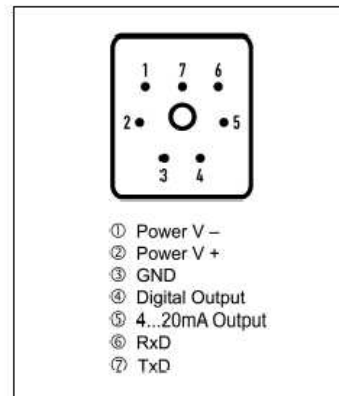 1 7 6
2 5
3 4
① Power V –
② Power V +
③ GND
④ Digital Output
⑤ 4...20mA Output
⑥ RxD
⑦ TxD